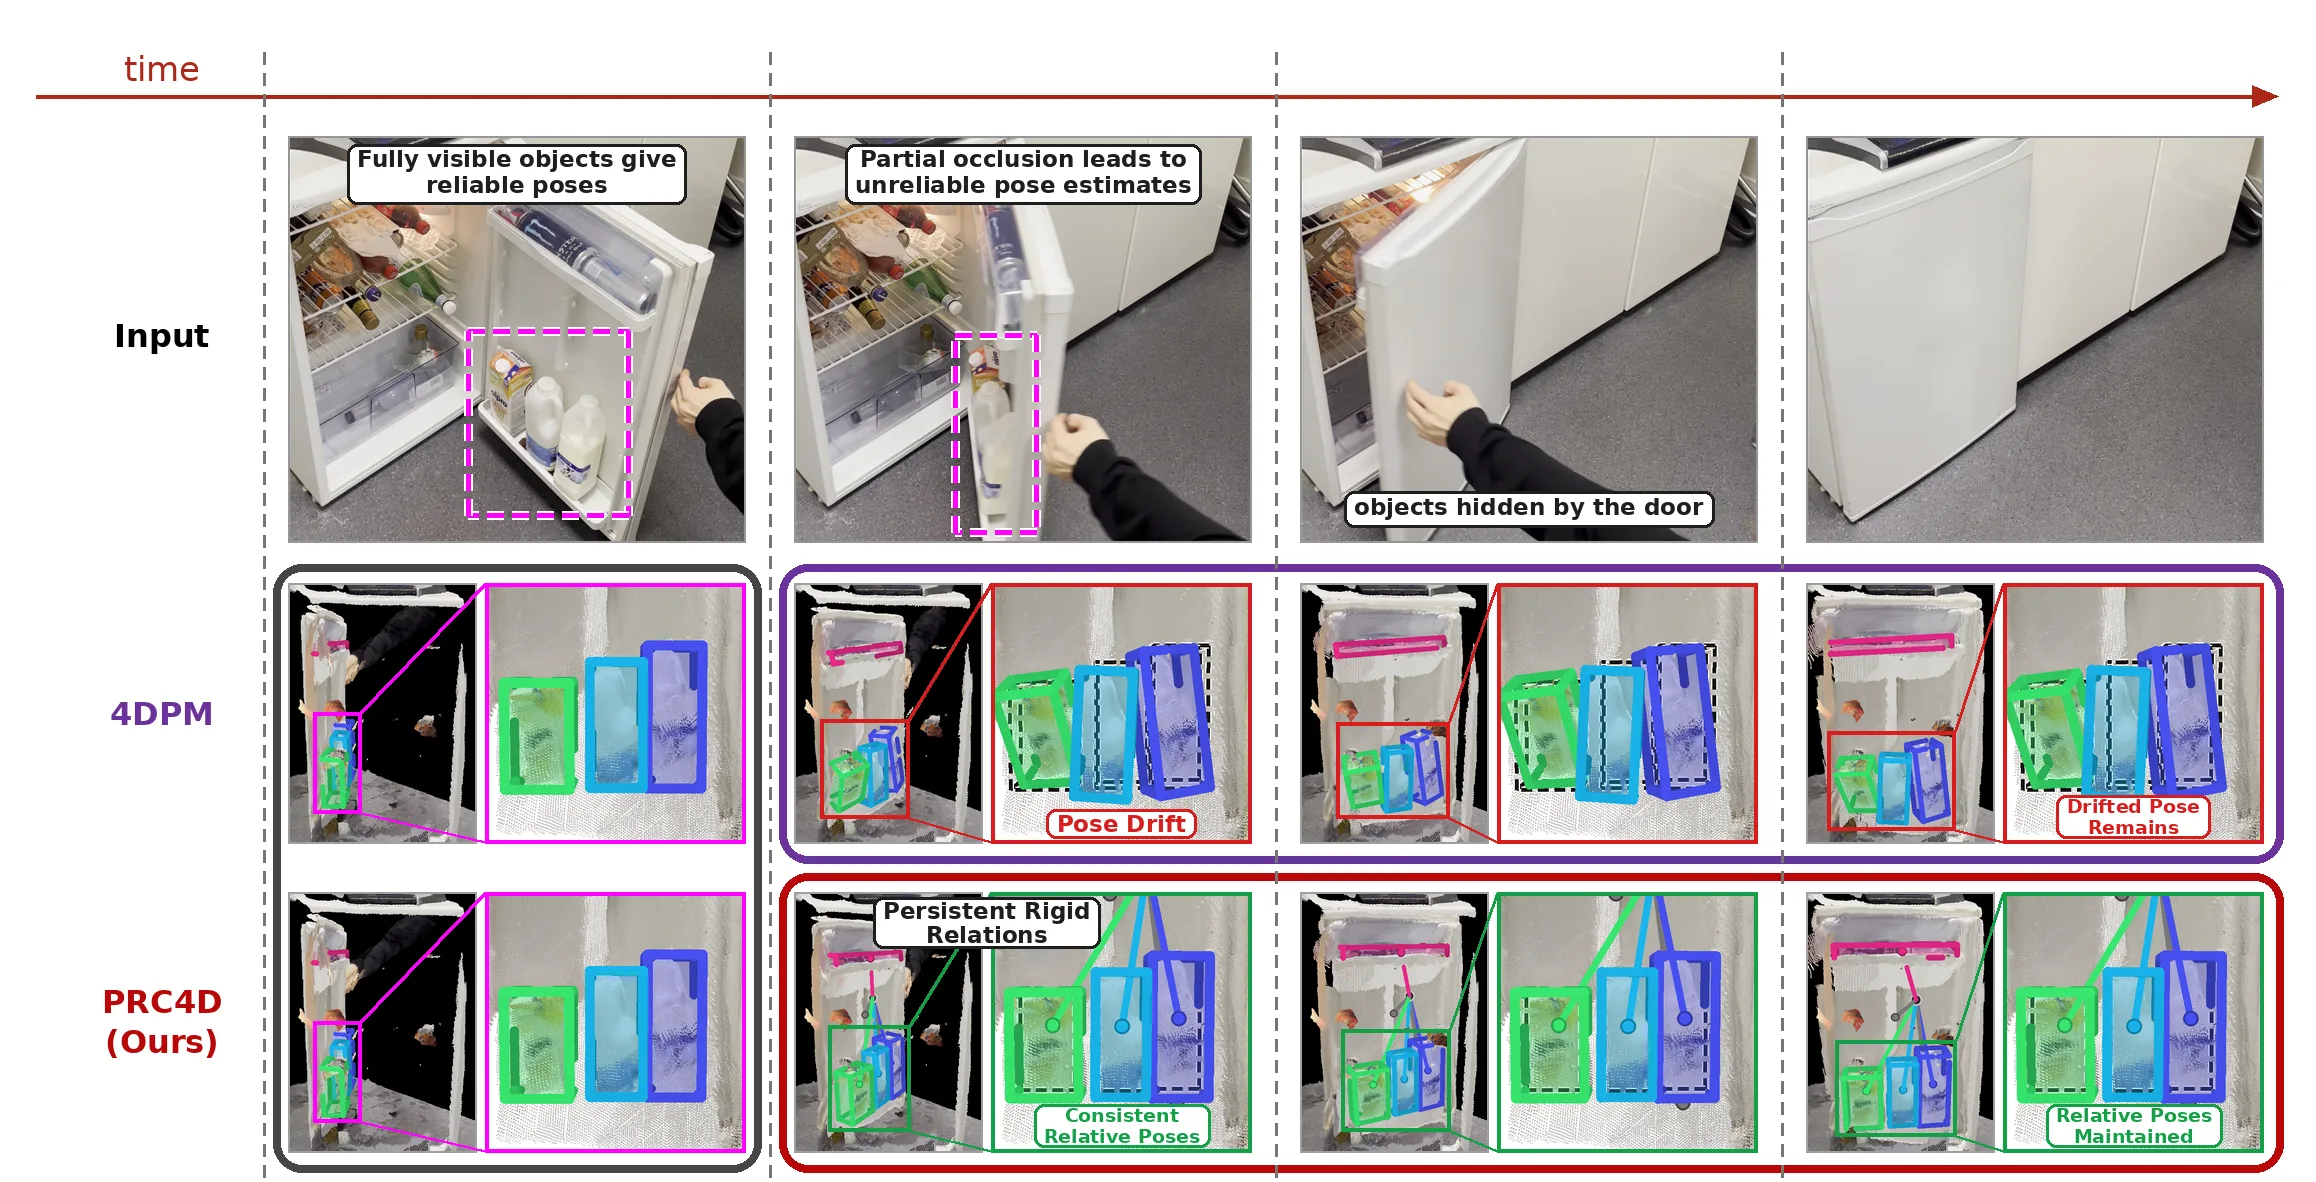 time
Fully visible objects give
reliable poses
Partial occlusion leads to
unreliable pose estimates
objects hidden by the door
Input
4DPM
Pose Drift
Drifted Pose
Remains
PRC4D
(Ours)
Persistent Rigid
Relations
Consistent
Relative Poses
Relative Poses
Maintained